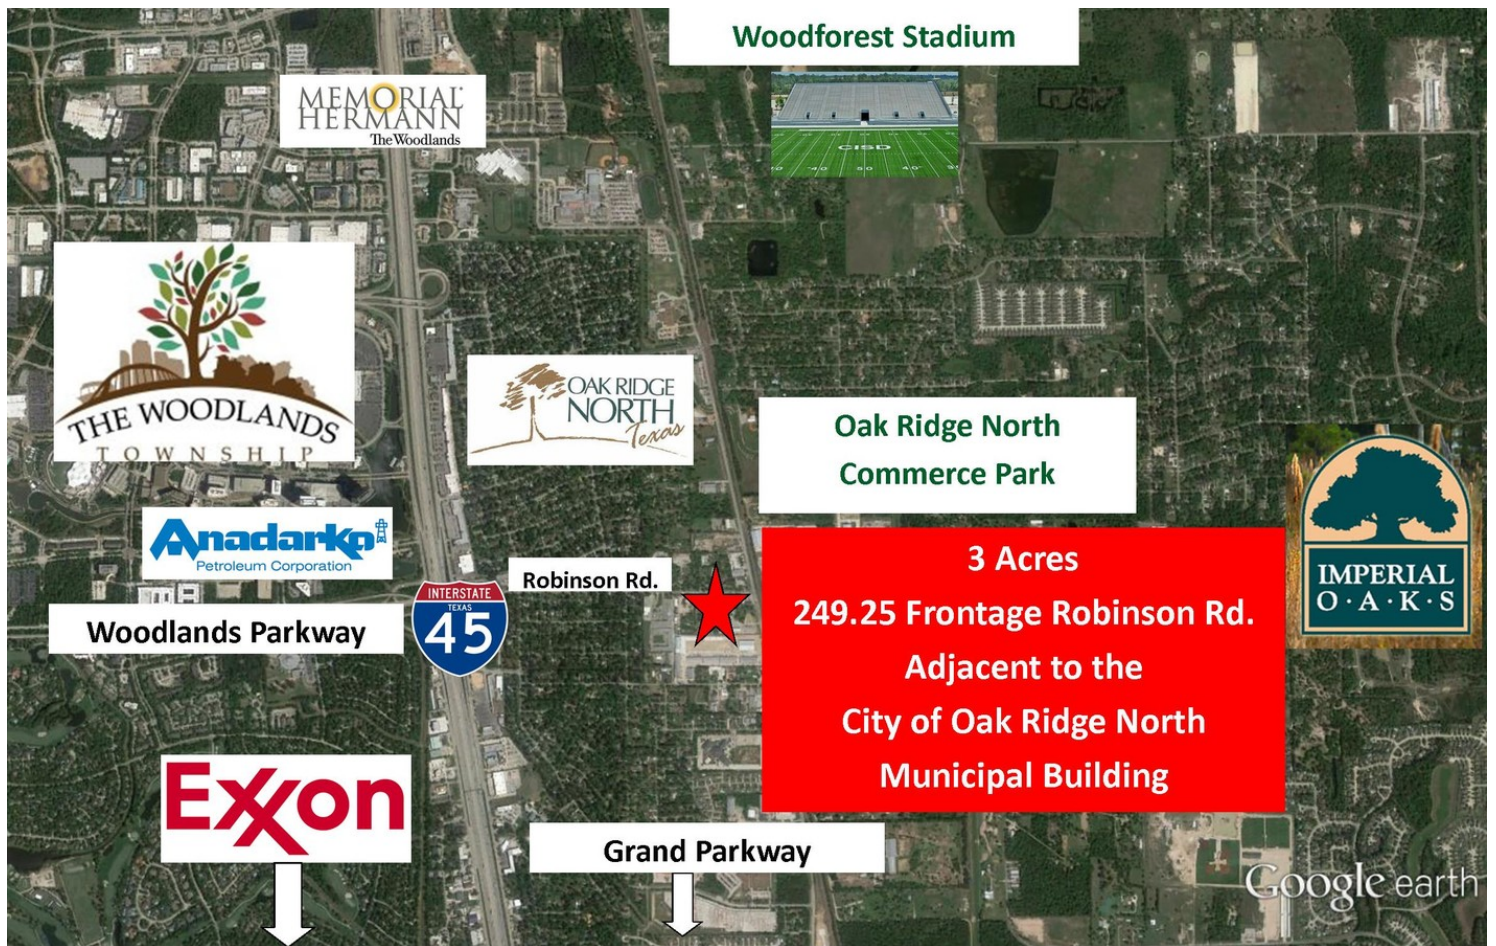 Woodforest Stadium
MEMORIAL
HERMANN
The Woodlands
CISD
THE WOODLANDS
TOWNSHIP
OAK RIDGE
NORTH
Texas
Oak Ridge North
Commerce Park
Anadarko
Petroleum Corporation
Robinson Rd.
INTERSTATE
TEXAS
45
Woodlands Parkway
3 Acres
249.25 Frontage Robinson Rd.
Adjacent to the
City of Oak Ridge North
Municipal Building
IMPERIAL
O·A·K·S
Exxon
Grand Parkway
Google earth